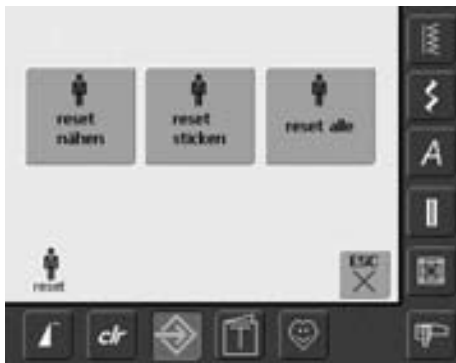 reset
nähen
reset
sticken
reset alle
reset
ESC
A
clr